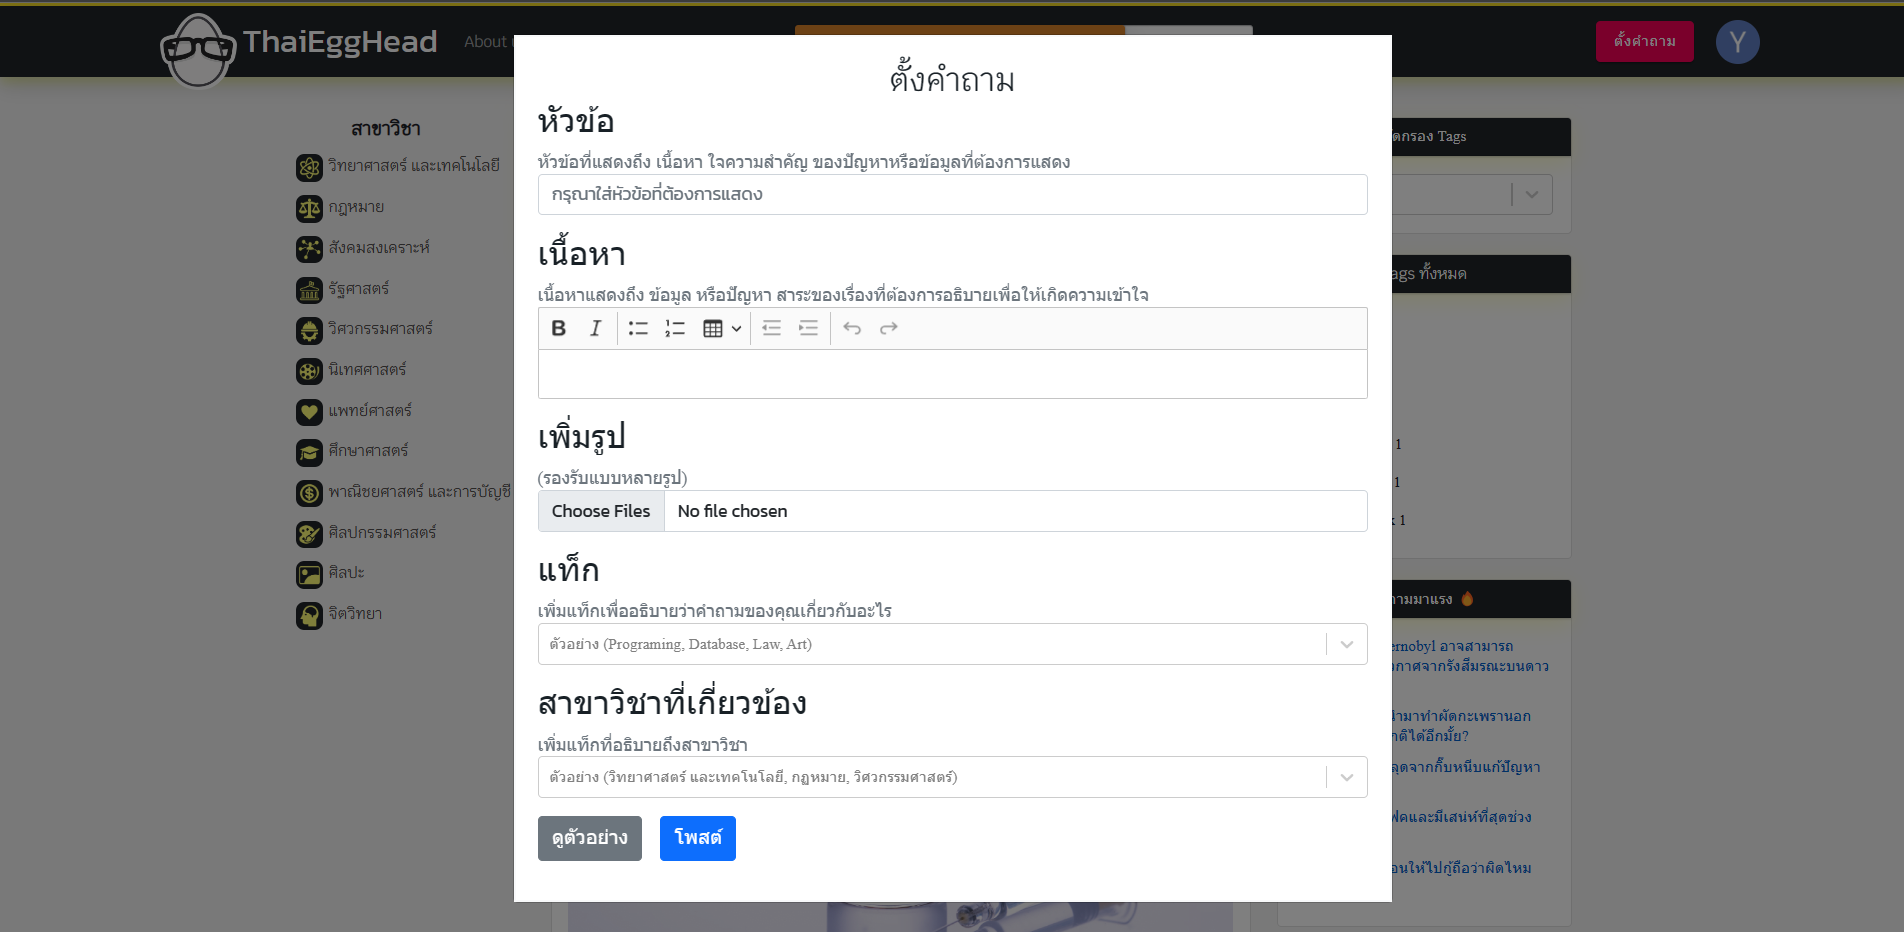 ThaiEggHead
About
ตั้งคำถาม
Y
สาขาวิชา
วิทยาศาสตร์ และเทคโนโลยี
กฎหมาย
สังคมสงเคราะห์
รัฐศาสตร์
วิศวกรรมศาสตร์
นิเทศศาสตร์
แพทย์ศาสตร์
ศึกษาศาสตร์
พาณิชยศาสตร์ และการบัญชี
ศิลปกรรมศาสตร์
ศิลปะ
จิตวิทยา
ตั้งคำถาม
หัวข้อ
หัวข้อที่แสดงถึง เนื้อหา ใจความสำคัญ ของปัญหาหรือข้อมูลที่ต้องการแสดง
กรุณาใส่หัวข้อที่ต้องการแสดง
เนื้อหา
เนื้อหาแสดงถึง ข้อมูล หรือปัญหา สาระของเรื่องที่ต้องการอธิบายเพื่อให้เกิดความเข้าใจ
เพิ่มรูป
(รองรับแบบหลายรูป)
Choose Files No file chosen
แท็ก
เพิ่มแท็กเพื่ออธิบายว่าคำถามของคุณเกี่ยวกับอะไร
ตัวอย่าง (Programing, Database, Law, Art)
สาขาวิชาที่เกี่ยวข้อง
เพิ่มแท็กที่อธิบายถึงสาขาวิชา
ตัวอย่าง (วิทยาศาสตร์ และเทคโนโลยี, กฏหมาย, วิศวกรรมศาสตร์)
ดูตัวอย่าง โพสต์
ัดกรอง Tags
ags ทั้งหมด
1
1
1
ถามมาแรง
ernobyl อาจสามารถ
กาศจากรังสีมรณะบนดาว
นำมาทำผัดกะเพรานอก
กติได้อีกมั้ย?
ลุดจากกิ๊บหนีบแก้ปัญหา
ฟคและมีเสน่ห์ที่สุดช่วง
อนให้ไปกู้ถือว่าผิดไหม